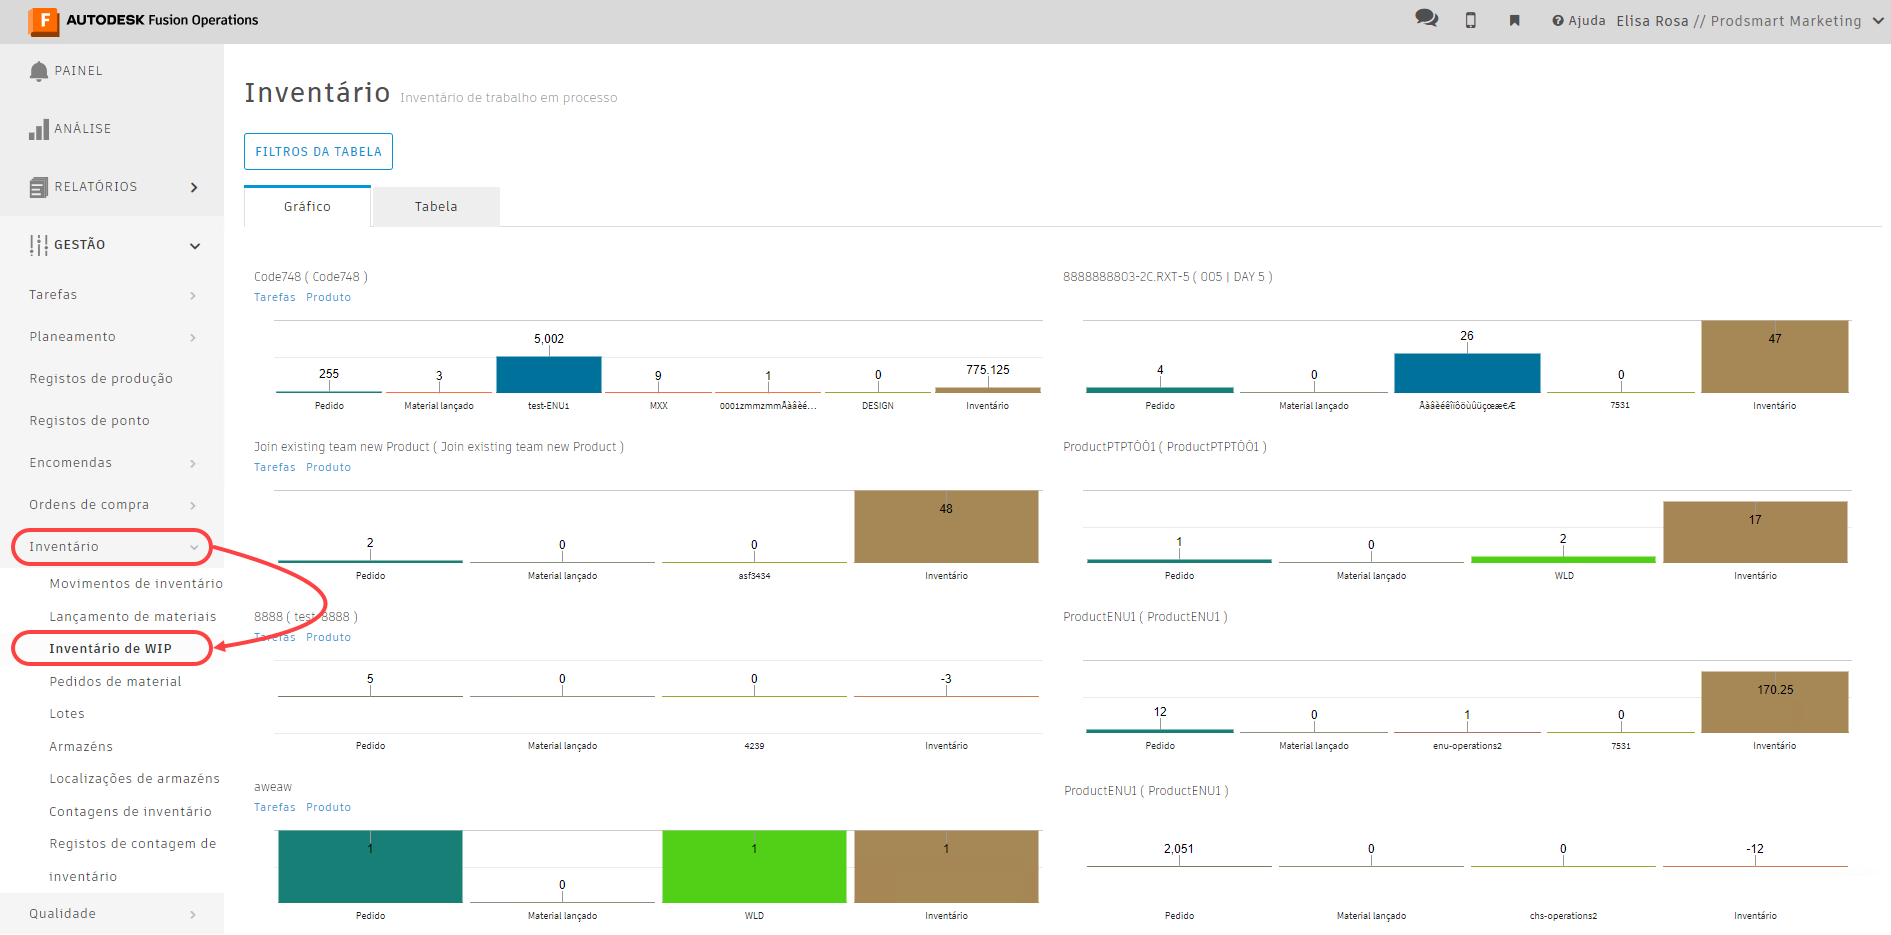 AUTODESK Fusion Operations
Ajuda Elisa Rosa // Prodsmart Marketing
PAINEL
ANÁLISE
RELATÓRIOS
GESTÃO
Tarefas
Planeamento
Registos de produção
Registos de ponto
Encomendas
Ordens de compra
Inventário
Movimentos de inventário
Lançamento de materiais
Inventário de WIP
Pedidos de material
Lotes
Armazéns
Localizações de armazéns
Contagens de inventário
Registos de contagem de
inventário
Qualidade
Inventário Inventário de trabalho em processo
FILTROS DA TABELA
Gráfico Tabela
Code748 ( Code748 )
Tarefas Produto
255 3 5,002 9 1 0 775.125
Pedido Material lançado test-ENU1 MXX 0001zmmzmmÅàâèé... DESIGN Inventário
8888888803-2C.RXT-5 ( 005 | DAY 5 )
4 0 26 0 47
Pedido Material lançado Åàâèéêîïôöùûüçœæ€Æ 7531 Inventário
Join existing team new Product ( Join existing team new Product )
Tarefas Produto
2 0 0 48
Pedido Material lançado asf3434 Inventário
ProductPTPTÔÔ1 ( ProductPTPTÔÔ1 )
1 0 2 17
Pedido Material lançado WLD Inventário
8888 ( test 8888 )
Tarefas Produto
5 0 0 -3
Pedido Material lançado 4239 Inventário
ProductENU1 ( ProductENU1 )
12 0 1 0 170.25
Pedido Material lançado enu-operations2 7531 Inventário
aweaw
Tarefas Produto
1 0 1 1
Pedido Material lançado WLD Inventário
ProductENU1 ( ProductENU1 )
2,051 0 0 -12
Pedido Material lançado chs-operations2 Inventário